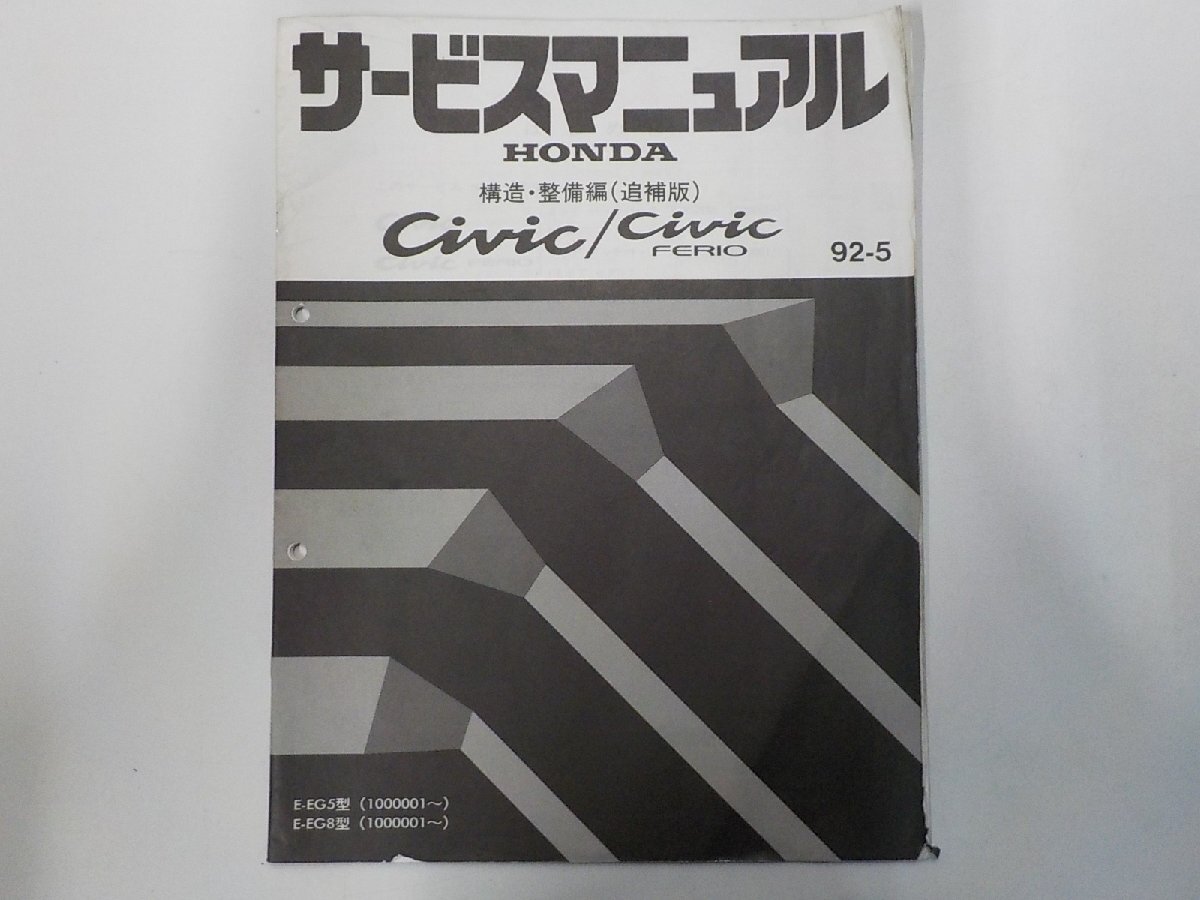 サービスマニュアル
HONDA
構造・整備編(追補版)
Civic/Civic FERIO 92-5
E-EG5型 (1000001～)
E-EG8型 (1000001～)